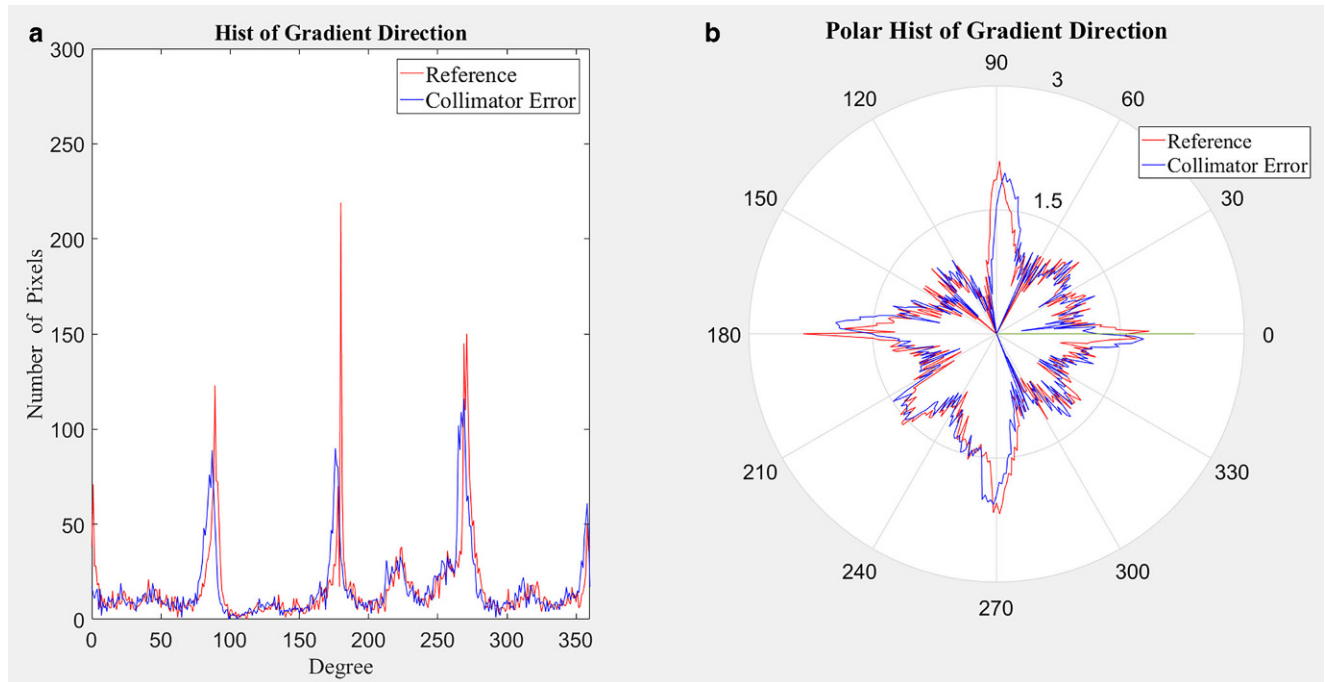 a
Hist of Gradient Direction
300
250
200
150
100
50
0
Number of Pixels
Reference
Collimator Error
0 50 100 150 200 250 300 350
Degree
b
Polar Hist of Gradient Direction
90
3
120
60
Reference
Collimator Error
150
1.5
30
180
0
210
330
240
300
270